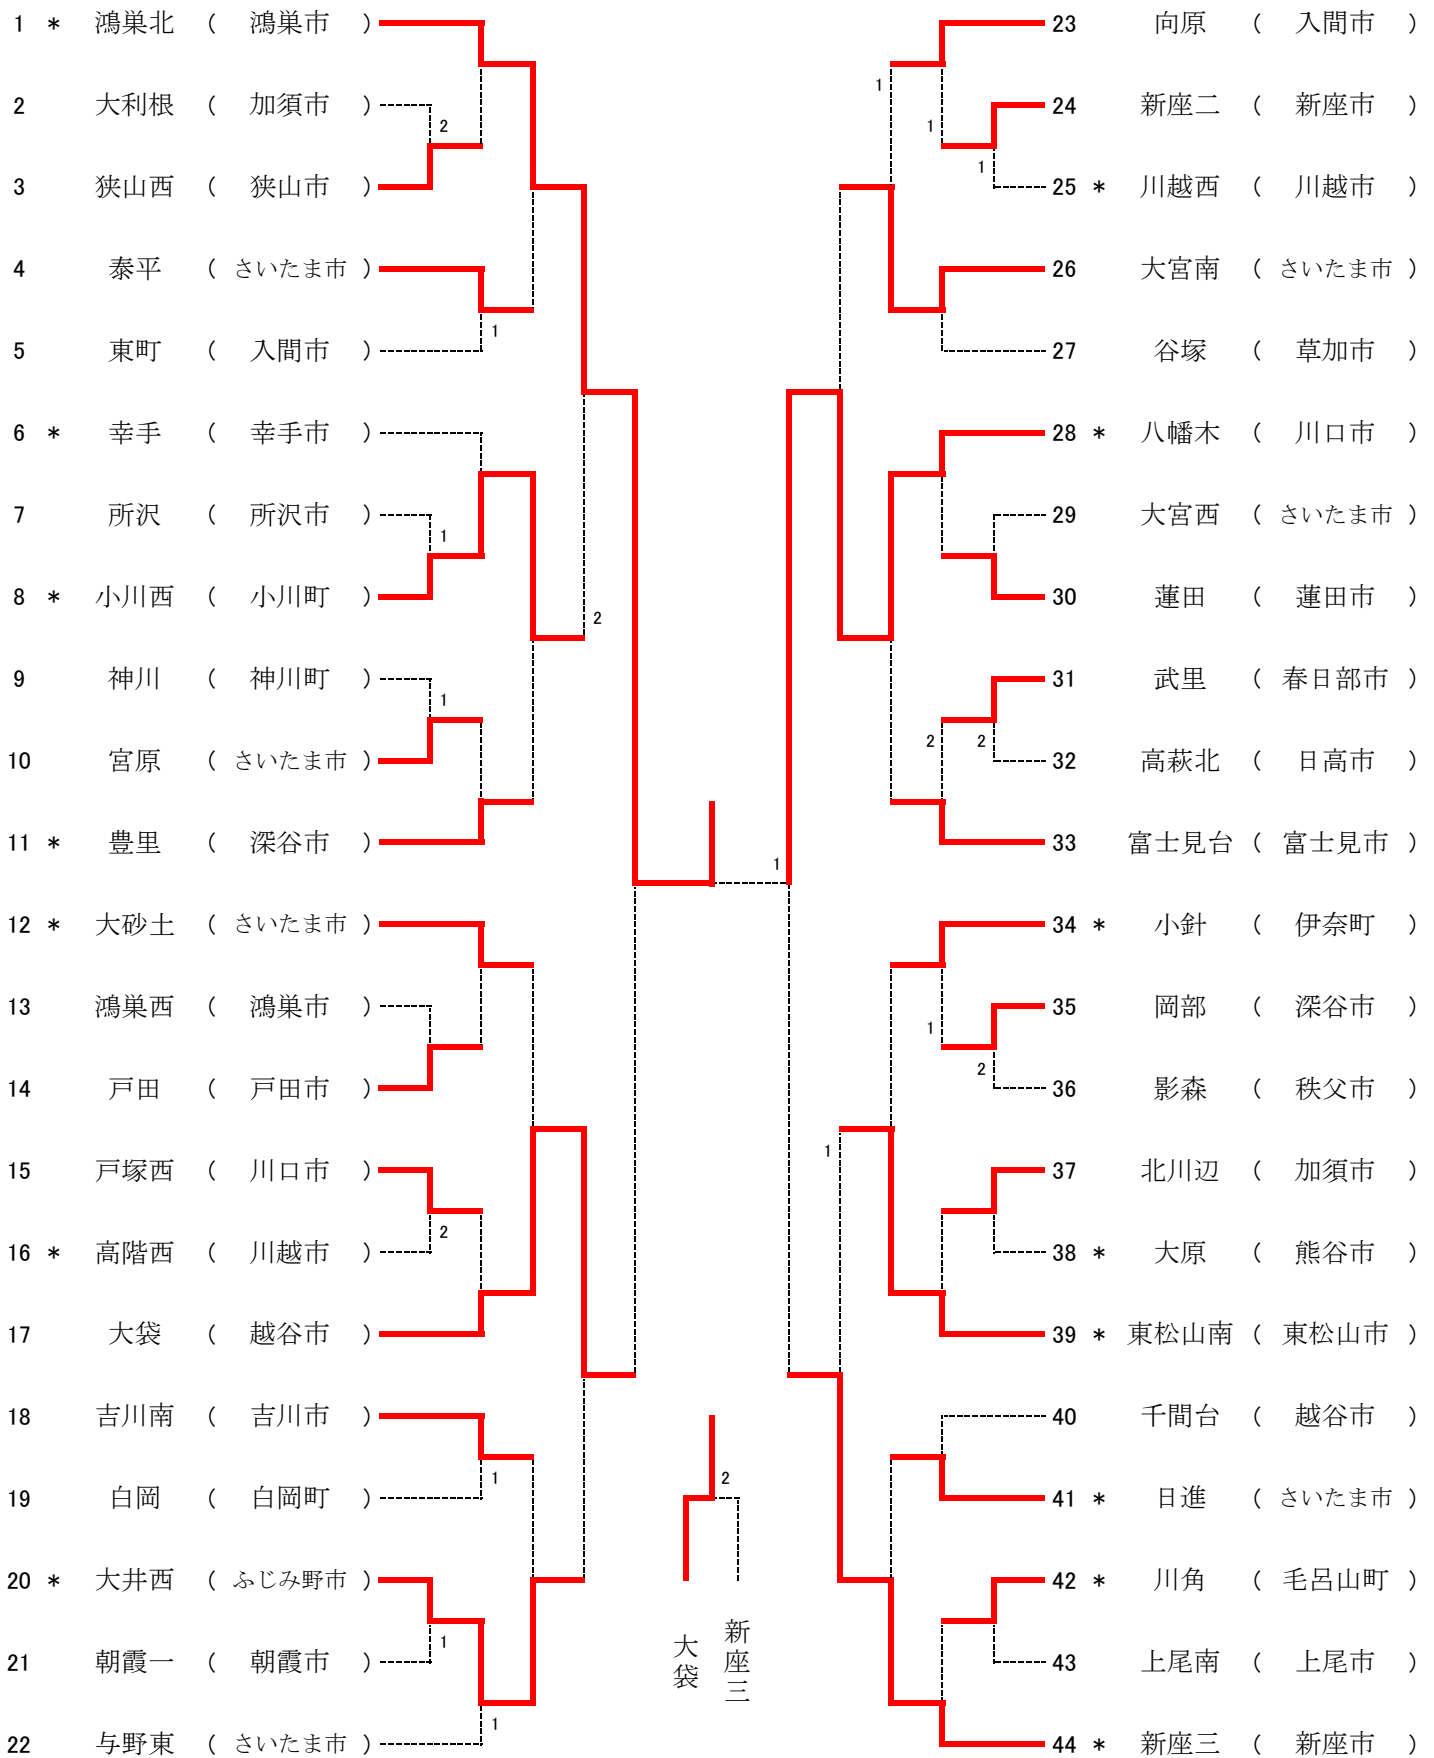 1 * 鴻巣北 ( 鴻巣市 )
2 大利根 ( 加須市 )
2
3 狭山西 ( 狭山市 )
4 泰平 ( さいたま市 )
1
5 東町 ( 入間市 )
6 * 幸手 ( 幸手市 )
7 所沢 ( 所沢市 )
1
8 * 小川西 ( 小川町 )
2
9 神川 ( 神川町 )
1
10 宮原 ( さいたま市 )
11 * 豊里 ( 深谷市 )
12 * 大砂土 ( さいたま市 )
13 鴻巣西 ( 鴻巣市 )
14 戸田 ( 戸田市 )
15 戸塚西 ( 川口市 )
2
16 * 高階西 ( 川越市 )
17 大袋 ( 越谷市 )
18 吉川南 ( 吉川市 )
1
19 白岡 ( 白岡町 )
20 * 大井西 ( ふじみ野市 )
1
21 朝霞一 ( 朝霞市 )
1
22 与野東 ( さいたま市 )
1
2
大袋
新座三
23 向原 ( 入間市 )
1
24 新座二 ( 新座市 )
1
1
25 * 川越西 ( 川越市 )
26 大宮南 ( さいたま市 )
27 谷塚 ( 草加市 )
28 * 八幡木 ( 川口市 )
29 大宮西 ( さいたま市 )
30 蓮田 ( 蓮田市 )
31 武里 ( 春日部市 )
2
2
32 高萩北 ( 日高市 )
33 富士見台 ( 富士見市 )
34 * 小針 ( 伊奈町 )
35 岡部 ( 深谷市 )
1
2
36 影森 ( 秩父市 )
1
37 北川辺 ( 加須市 )
38 * 大原 ( 熊谷市 )
39 * 東松山南 ( 東松山市 )
40 千間台 ( 越谷市 )
41 * 日進 ( さいたま市 )
42 * 川角 ( 毛呂山町 )
43 上尾南 ( 上尾市 )
44 * 新座三 ( 新座市 )